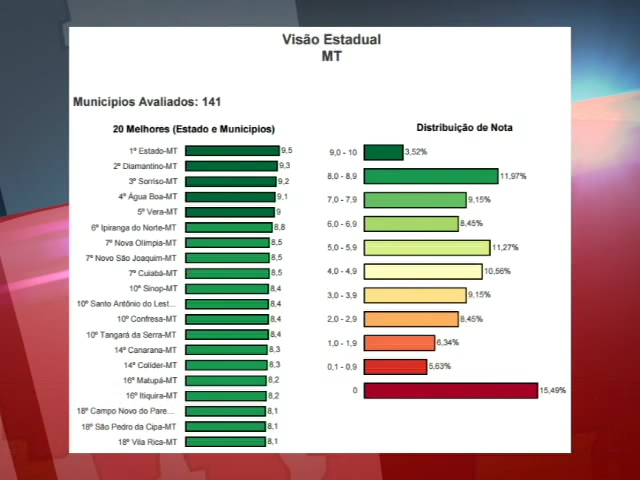 Visão Estadual
MT
Municípios Avaliados: 141
20 Melhores (Estado e Municípios)
1º Estado-MT 9,5
2º Diamantino-MT 9,3
3º Sorriso-MT 9,2
4º Água Boa-MT 9,1
5º Vera-MT 9
6º Ipiranga do Norte-MT 8,8
7º Nova Olímpia-MT 8,5
7º Novo São Joaquim-MT 8,5
7º Cuiabá-MT 8,5
10º Sinop-MT 8,4
10º Santo Antônio do Lest... 8,4
10º Confresa-MT 8,4
10º Tangará da Serra-MT 8,4
14º Canarana-MT 8,3
14º Colíder-MT 8,3
16º Matupá-MT 8,2
16º Itiquira-MT 8,2
18º Campo Novo do Pare... 8,1
18º São Pedro da Cipa-MT 8,1
18º Vila Rica-MT 8,1
Distribuição de Nota
9,0 - 10 3,52%
8,0 - 8,9 11,97%
7,0 - 7,9 9,15%
6,0 - 6,9 8,45%
5,0 - 5,9 11,27%
4,0 - 4,9 10,56%
3,0 - 3,9 9,15%
2,0 - 2,9 8,45%
1,0 - 1,9 6,34%
0,1 - 0,9 5,63%
0 15,49%